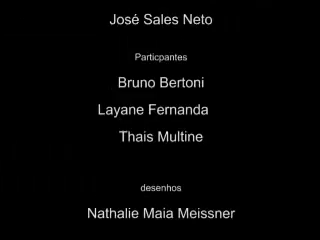 José Sales Neto
Particpantes
Bruno Bertoni
Layane Fernanda
Thais Multine
desenhos
Nathalie Maia Meissner